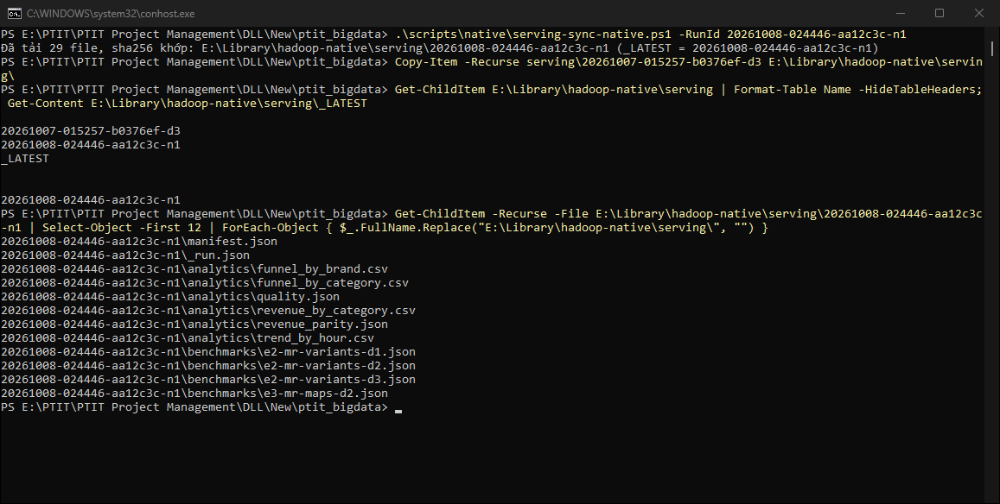 C:\WINDOWS\system32\conhost.exe
PS E:\PTIT\PTIT Project Management\DLL\New\ptit_bigdata> .\scripts\native\serving-sync-native.ps1 -RunId 20261008-024446-aa12c3c-n1
Đã tải 29 file, sha256 khớp: E:\Library\hadoop-native\serving\20261008-024446-aa12c3c-n1 (_LATEST = 20261008-024446-aa12c3c-n1)
PS E:\PTIT\PTIT Project Management\DLL\New\ptit_bigdata> Copy-Item -Recurse serving\20261007-015257-b0376ef-d3 E:\Library\hadoop-native\servin
g\
PS E:\PTIT\PTIT Project Management\DLL\New\ptit_bigdata> Get-ChildItem E:\Library\hadoop-native\serving | Format-Table Name -HideTableHeaders;
 Get-Content E:\Library\hadoop-native\serving\_LATEST
20261007-015257-b0376ef-d3
20261008-024446-aa12c3c-n1
_LATEST
20261008-024446-aa12c3c-n1
PS E:\PTIT\PTIT Project Management\DLL\New\ptit_bigdata> Get-ChildItem -Recurse -File E:\Library\hadoop-native\serving\20261008-024446-aa12c3c
-n1 | Select-Object -First 12 | ForEach-Object { $_.FullName.Replace("E:\Library\hadoop-native\serving\", "") }
20261008-024446-aa12c3c-n1\manifest.json
20261008-024446-aa12c3c-n1\_run.json
20261008-024446-aa12c3c-n1\analytics\funnel_by_brand.csv
20261008-024446-aa12c3c-n1\analytics\funnel_by_category.csv
20261008-024446-aa12c3c-n1\analytics\quality.json
20261008-024446-aa12c3c-n1\analytics\revenue_by_category.csv
20261008-024446-aa12c3c-n1\analytics\revenue_parity.json
20261008-024446-aa12c3c-n1\analytics\trend_by_hour.csv
20261008-024446-aa12c3c-n1\benchmarks\e2-mr-variants-d1.json
20261008-024446-aa12c3c-n1\benchmarks\e2-mr-variants-d2.json
20261008-024446-aa12c3c-n1\benchmarks\e2-mr-variants-d3.json
20261008-024446-aa12c3c-n1\benchmarks\e3-mr-maps-d2.json
PS E:\PTIT\PTIT Project Management\DLL\New\ptit_bigdata>